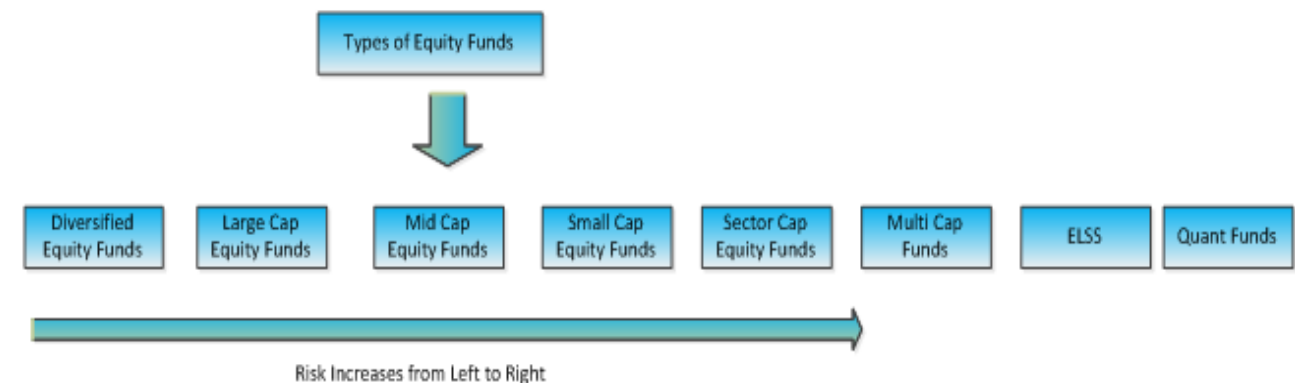 Types of Equity Funds
Diversified
Equity Funds
Large Cap
Equity Funds
Mid Cap
Equity Funds
Small Cap
Equity Funds
Sector Cap
Equity Funds
Multi Cap
Funds
ELSS
Quant Funds
Risk Increases from Left to Right